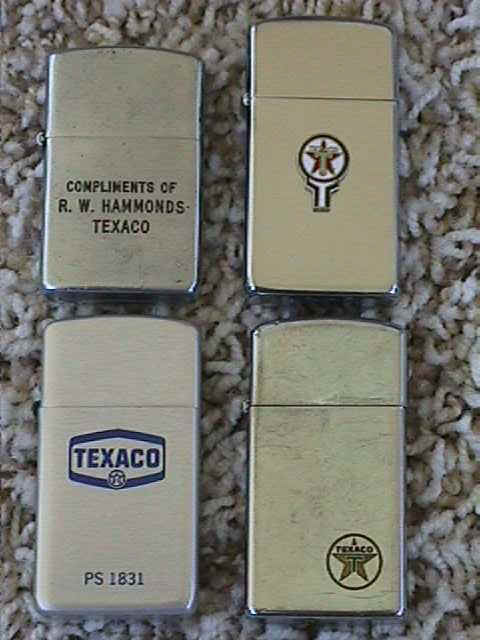 COMPLIMENTS OF
R. W. HAMMONDS
TEXACO
T
TEXACO
T
PS 1831
TEXACO
T